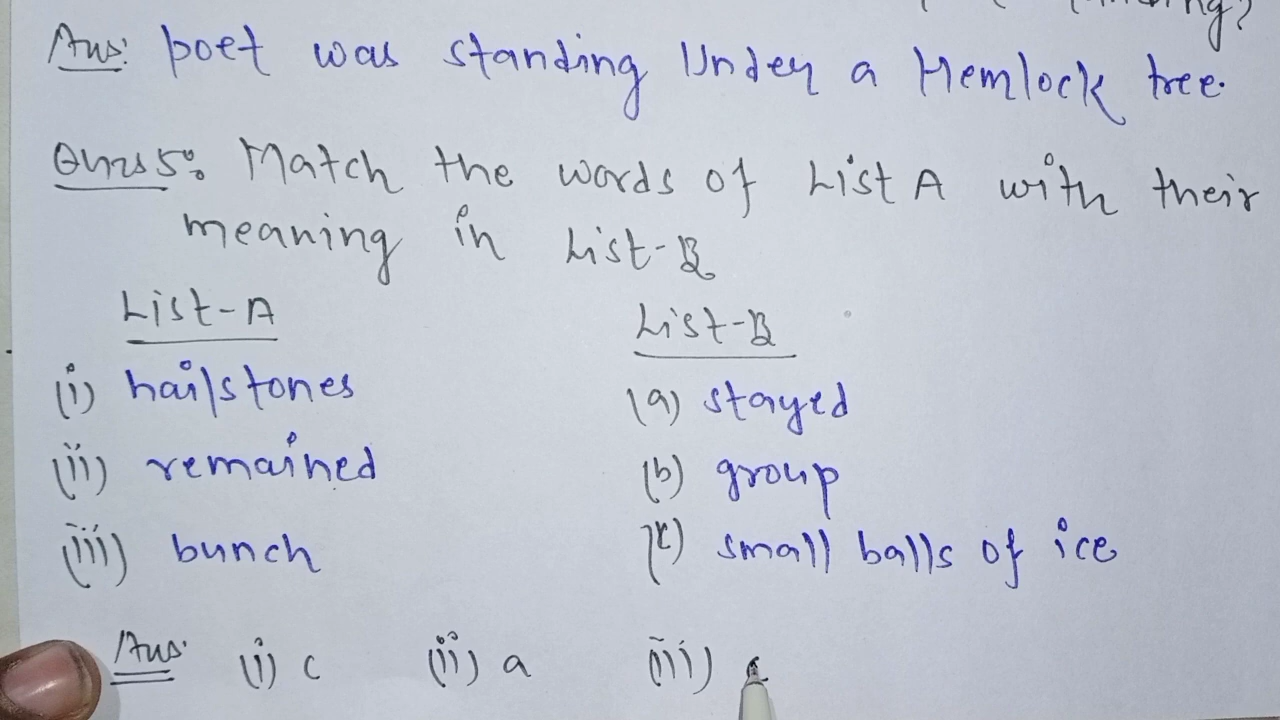 Ans: Poet was standing Under a Hemlock tree.
Ques 5: Match the words of List A with their
meaning in List-B
List-A
List-B
(i) hailstones
(a) stayed
(ii) remained
(b) group
(iii) bunch
(c) small balls of ice
Ans: (i) c (ii) a (iii)